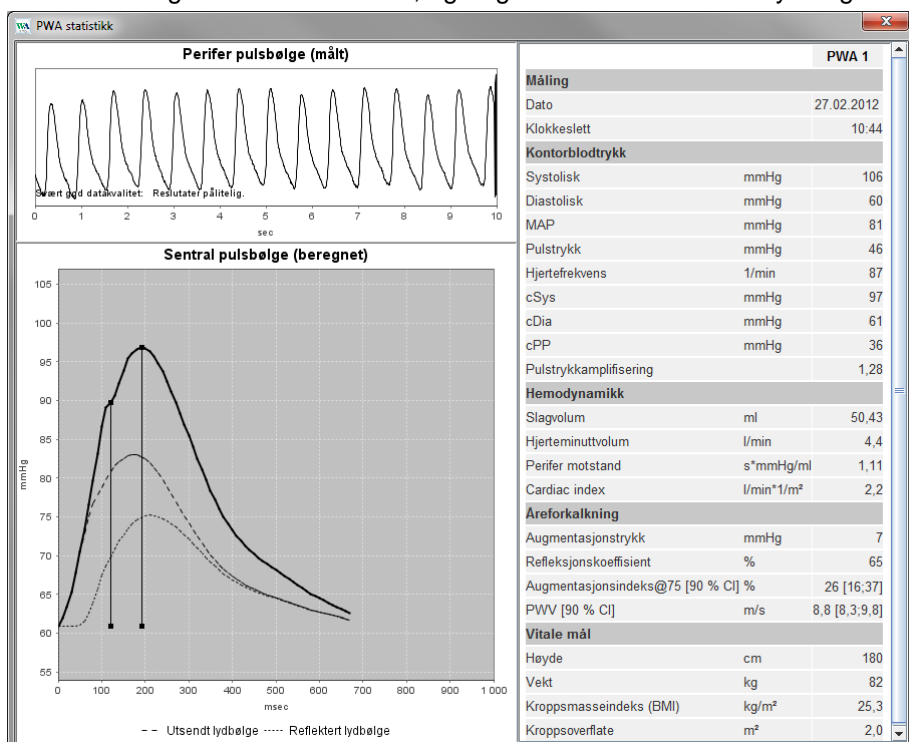 PWA statistikk
Perifer pulsbølge (målt)
Svært god datakvalitet: Reslutater pålitelig.
0 1 2 3 4 5 6 7 8 9 10
sec
Sentral pulsbølge (beregnet)
105
100
95
90
85
80
75
70
65
60
55
mmHg
0 100 200 300 400 500 600 700 800 900 1 000
msec
Utsendt lydbølge Reflektert lydbølge
PWA 1
Måling
Dato 27.02.2012
Klokkeslett 10:44
Kontorblodtrykk
Systolisk mmHg 106
Diastolisk mmHg 60
MAP mmHg 81
Pulstrykk mmHg 46
Hjertefrekvens 1/min 87
cSys mmHg 97
cDia mmHg 61
cPP mmHg 36
Pulstrykkamplifisering 1,28
Hemodynamikk
Slagvolum ml 50,43
Hjerteminuttvolum l/min 4,4
Perifer motstand s*mmHg/ml 1,11
Cardiac index l/min*1/m² 2,2
Åreforkalkning
Augmentasjonstrykk mmHg 7
Refleksjonskoeffisient % 65
Augmentasjonsindeks@75 [90 % CI] % 26 [16;37]
PWV [90 % CI] m/s 8,8 [8,3;9,8]
Vitale mål
Høyde cm 180
Vekt kg 82
Kroppsmasseindeks (BMI) kg/m² 25,3
Kroppsoverflate m² 2,0